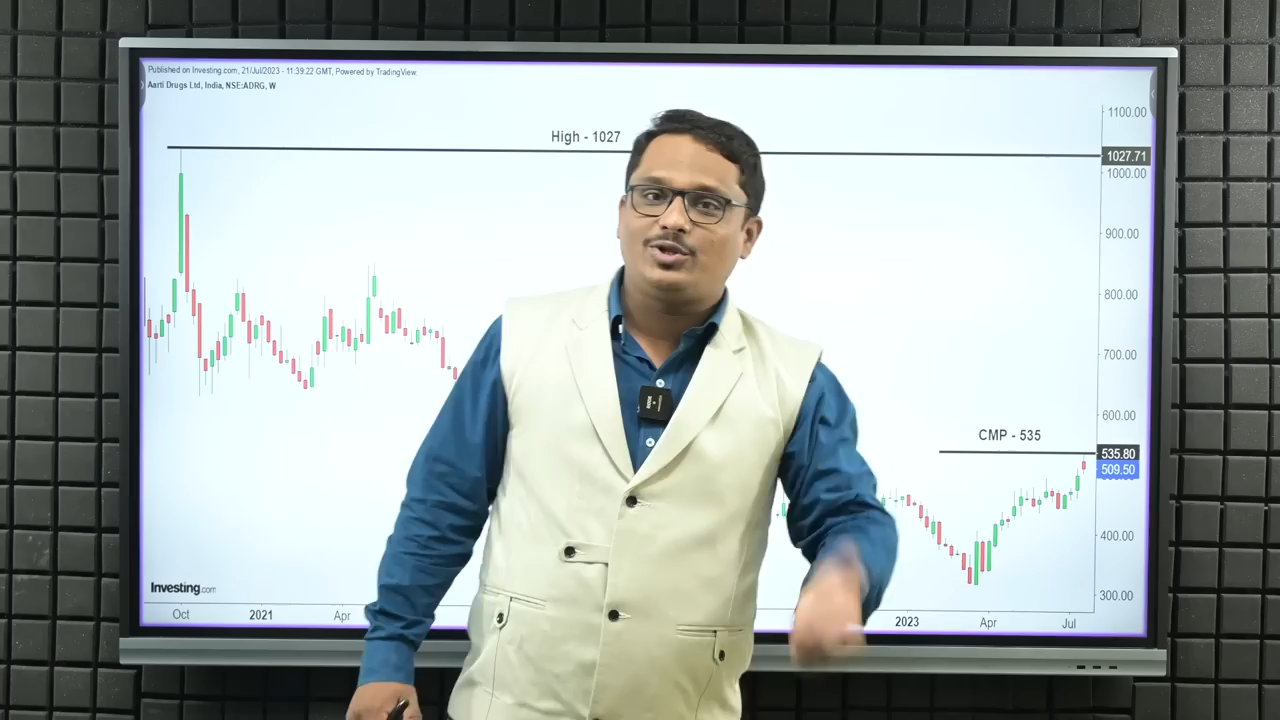 Published on Investing.com, 21/Jul/2023 - 11:39:22 GMT, Powered by TradingView.
Aarti Drugs Ltd, India, NSE:ADRG, W
High - 1027
1100.00
1027.71
1000.00
900.00
800.00
700.00
600.00
CMP - 535
535.80
509.50
400.00
300.00
Investing.com
Oct
2021
Apr
2023
Apr
Jul